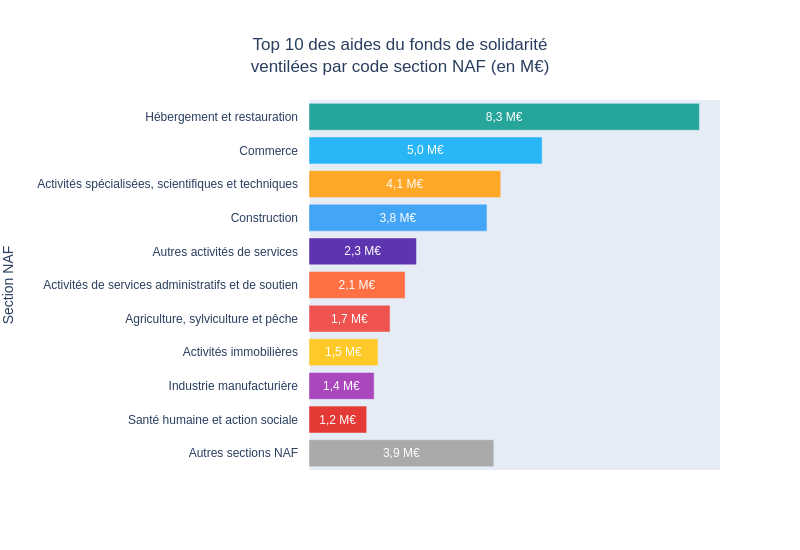 Top 10 des aides du fonds de solidarité
ventilées par code section NAF (en M€)
Section NAF
Hébergement et restauration 8,3 M€
Commerce 5,0 M€
Activités spécialisées, scientifiques et techniques 4,1 M€
Construction 3,8 M€
Autres activités de services 2,3 M€
Activités de services administratifs et de soutien 2,1 M€
Agriculture, sylviculture et pêche 1,7 M€
Activités immobilières 1,5 M€
Industrie manufacturière 1,4 M€
Santé humaine et action sociale 1,2 M€
Autres sections NAF 3,9 M€